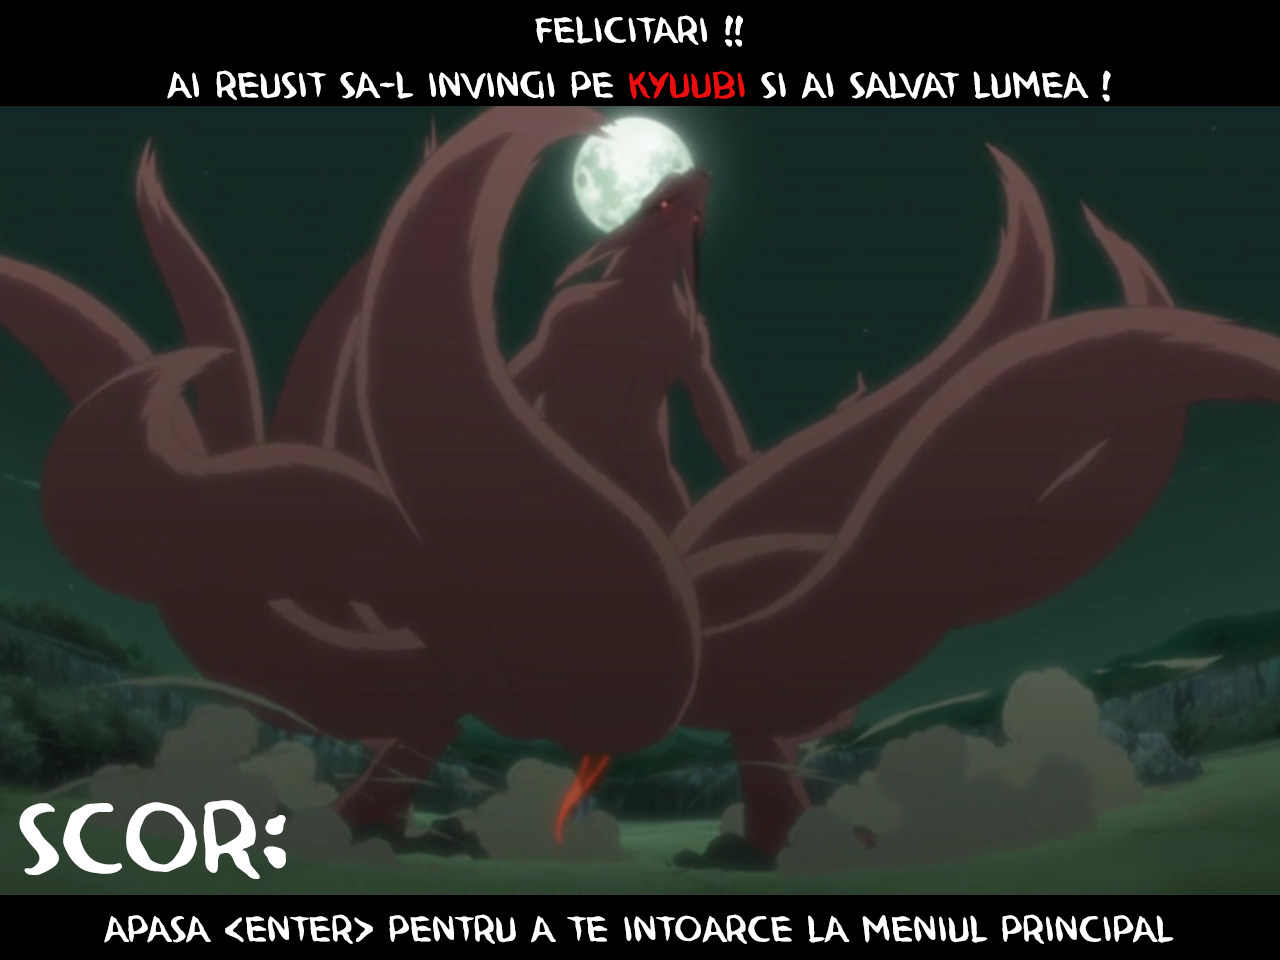 FELICITARI !!
AI REUSIT SA-L INVINGI PE KYUUBI SI AI SALVAT LUMEA !
SCOR:
APASA <ENTER> PENTRU A TE INTOARCE LA MENIUL PRINCIPAL